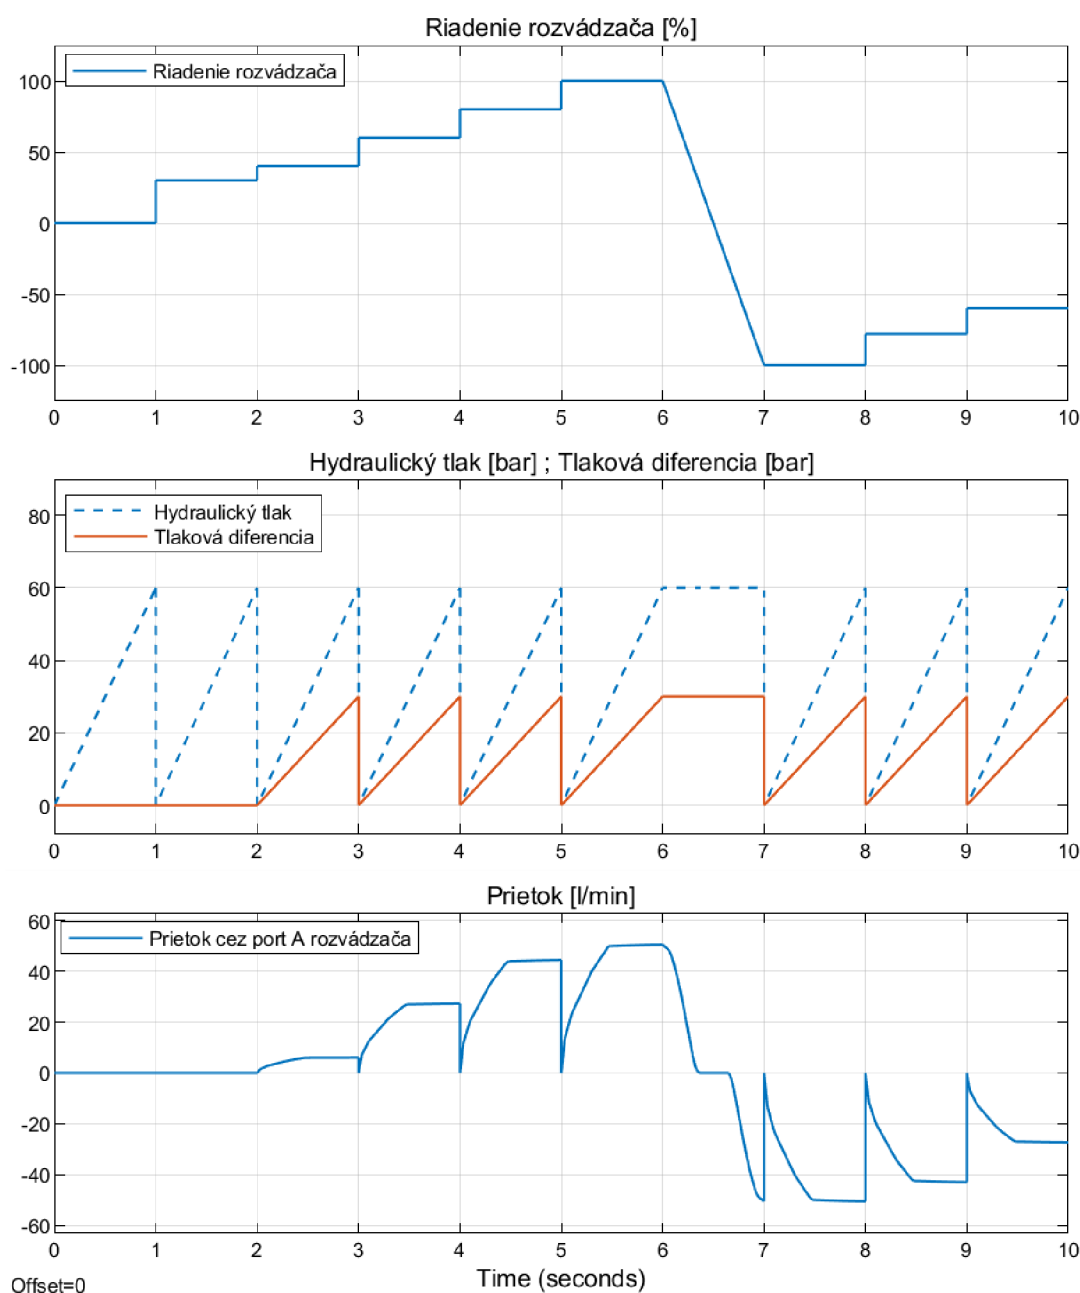 Riadenie rozvádzača [%]
Riadenie rozvádzača
100
50
0
-50
-100
0 1 2 3 4 5 6 7 8 9 10
Hydraulický tlak [bar] ; Tlaková diferencia [bar]
Hydraulický tlak
Tlaková diferencia
80
60
40
20
0
0 1 2 3 4 5 6 7 8 9 10
Prietok [l/min]
Prietok cez port A rozvádzača
60
40
20
0
-20
-40
-60
0 1 2 3 4 5 6 7 8 9 10
Time (seconds)
Offset=0